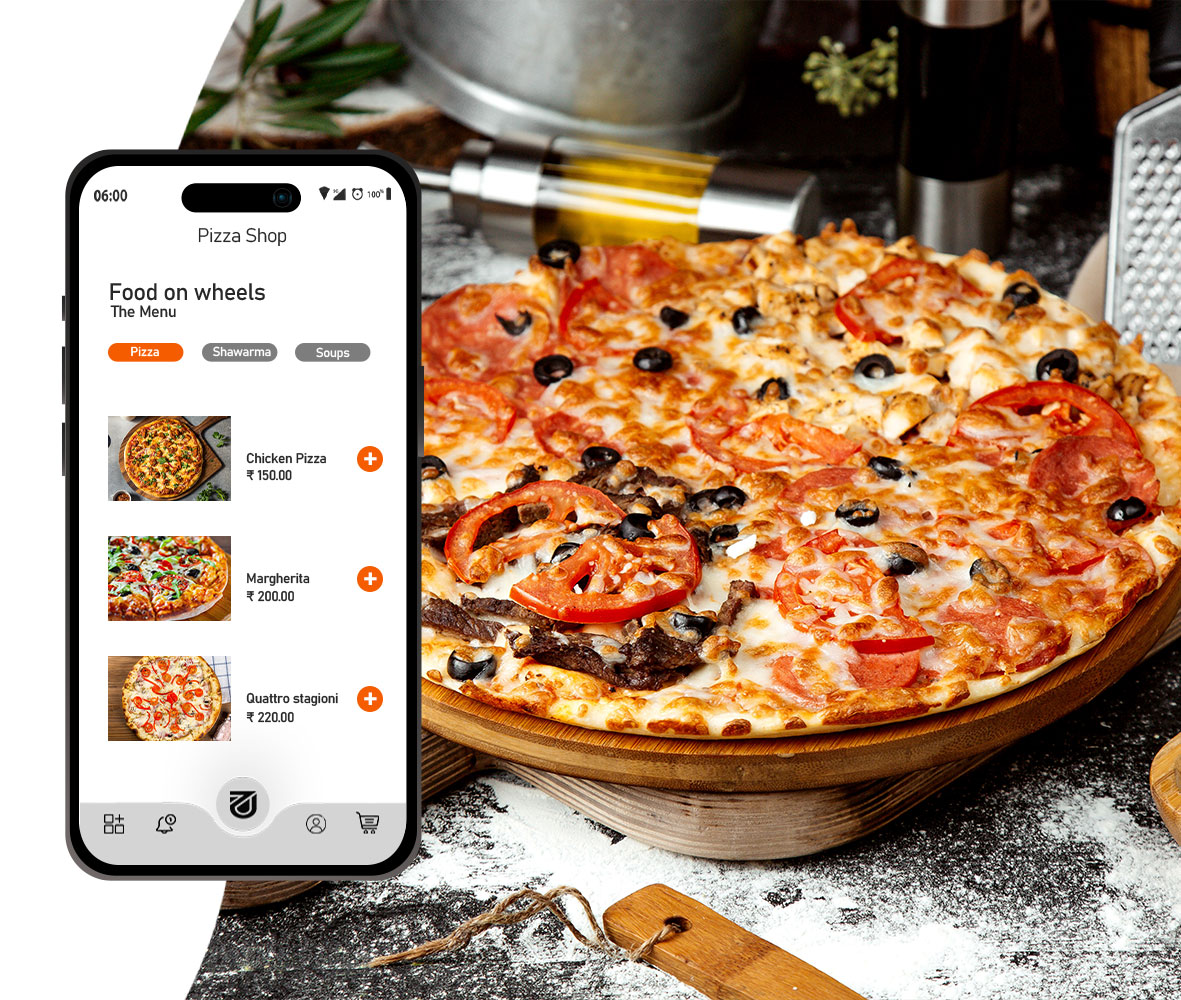 06:00
100%
Pizza Shop
Food on wheels
The Menu
Pizza Shawarma Soups
Chicken Pizza
₹ 150.00
Margherita
₹ 200.00
Quattro stagioni
₹ 220.00